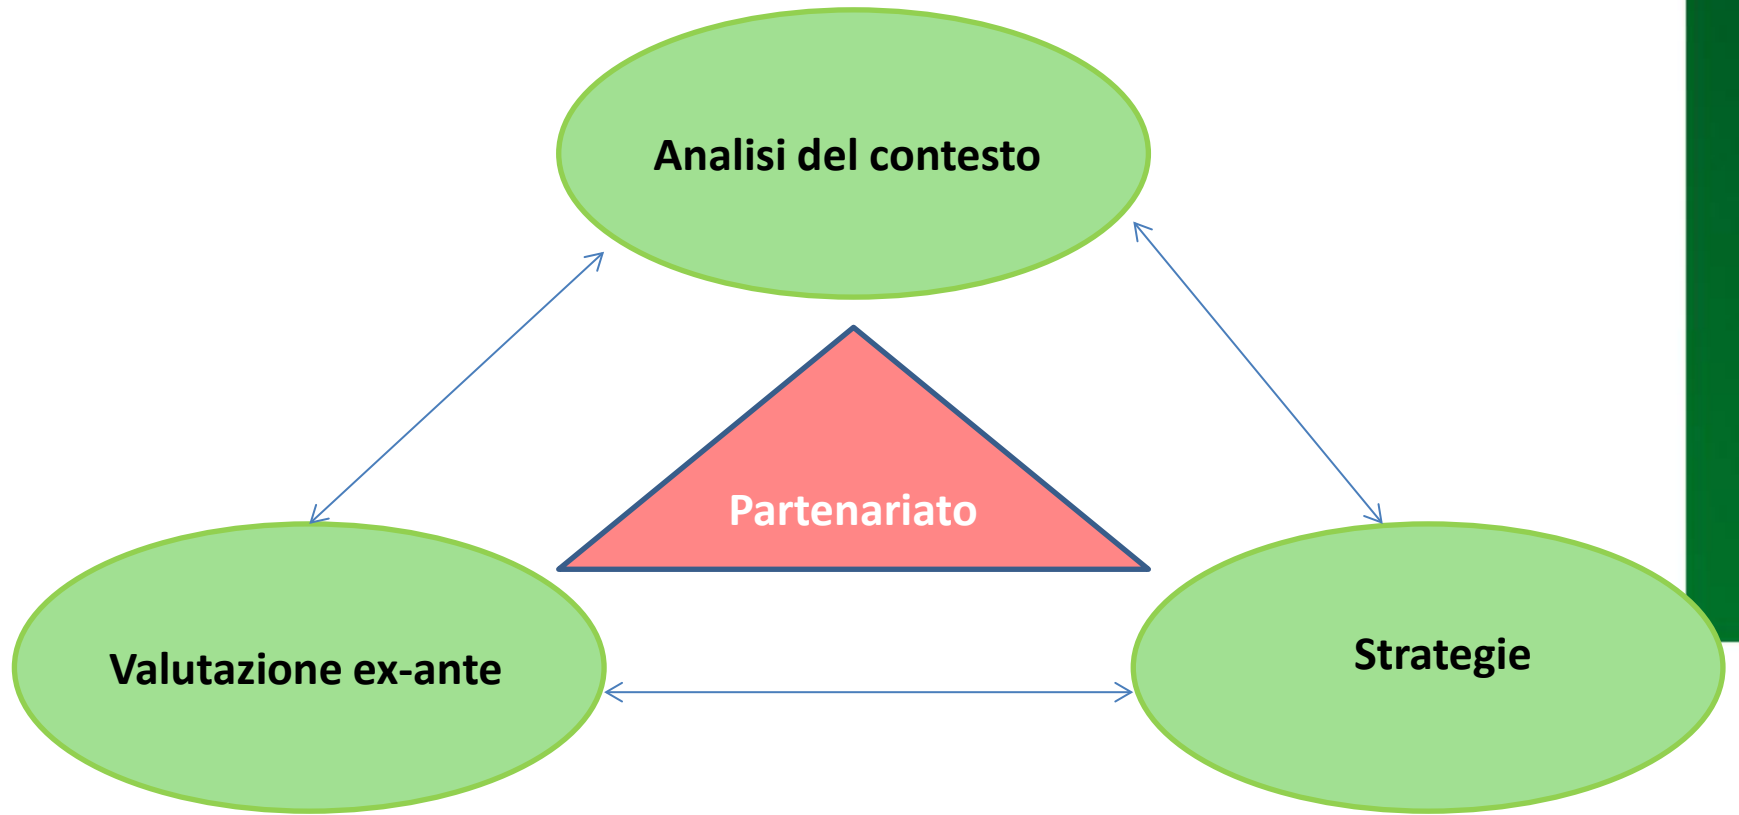 Analisi del contesto
Partenariato
Valutazione ex-ante
Strategie